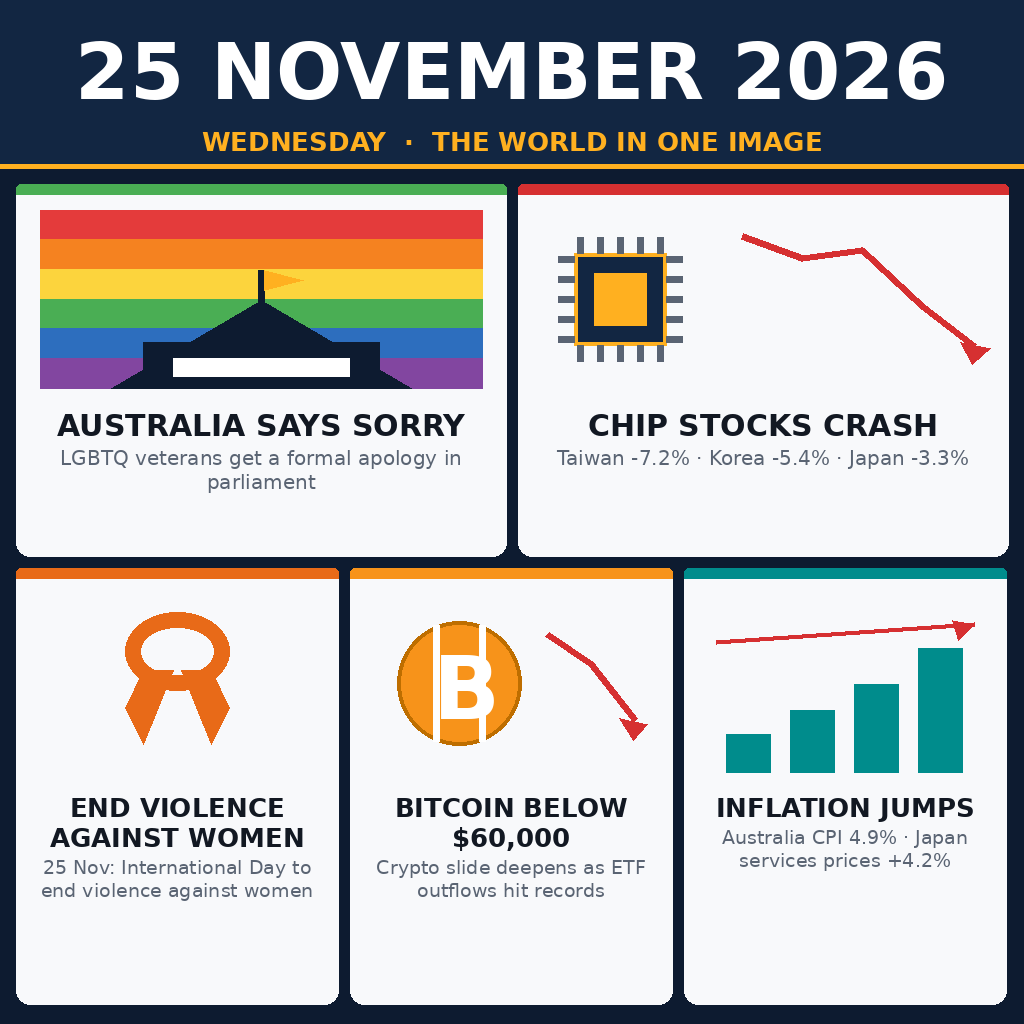 25 NOVEMBER 2026
WEDNESDAY · THE WORLD IN ONE IMAGE
AUSTRALIA SAYS SORRY
LGBTQ veterans get a formal apology in
parliament
CHIP STOCKS CRASH
Taiwan -7.2% · Korea -5.4% · Japan -3.3%
END VIOLENCE
AGAINST WOMEN
25 Nov: International Day to
end violence against women
B
BITCOIN BELOW
$60,000
Crypto slide deepens as ETF
outflows hit records
INFLATION JUMPS
Australia CPI 4.9% · Japan
services prices +4.2%